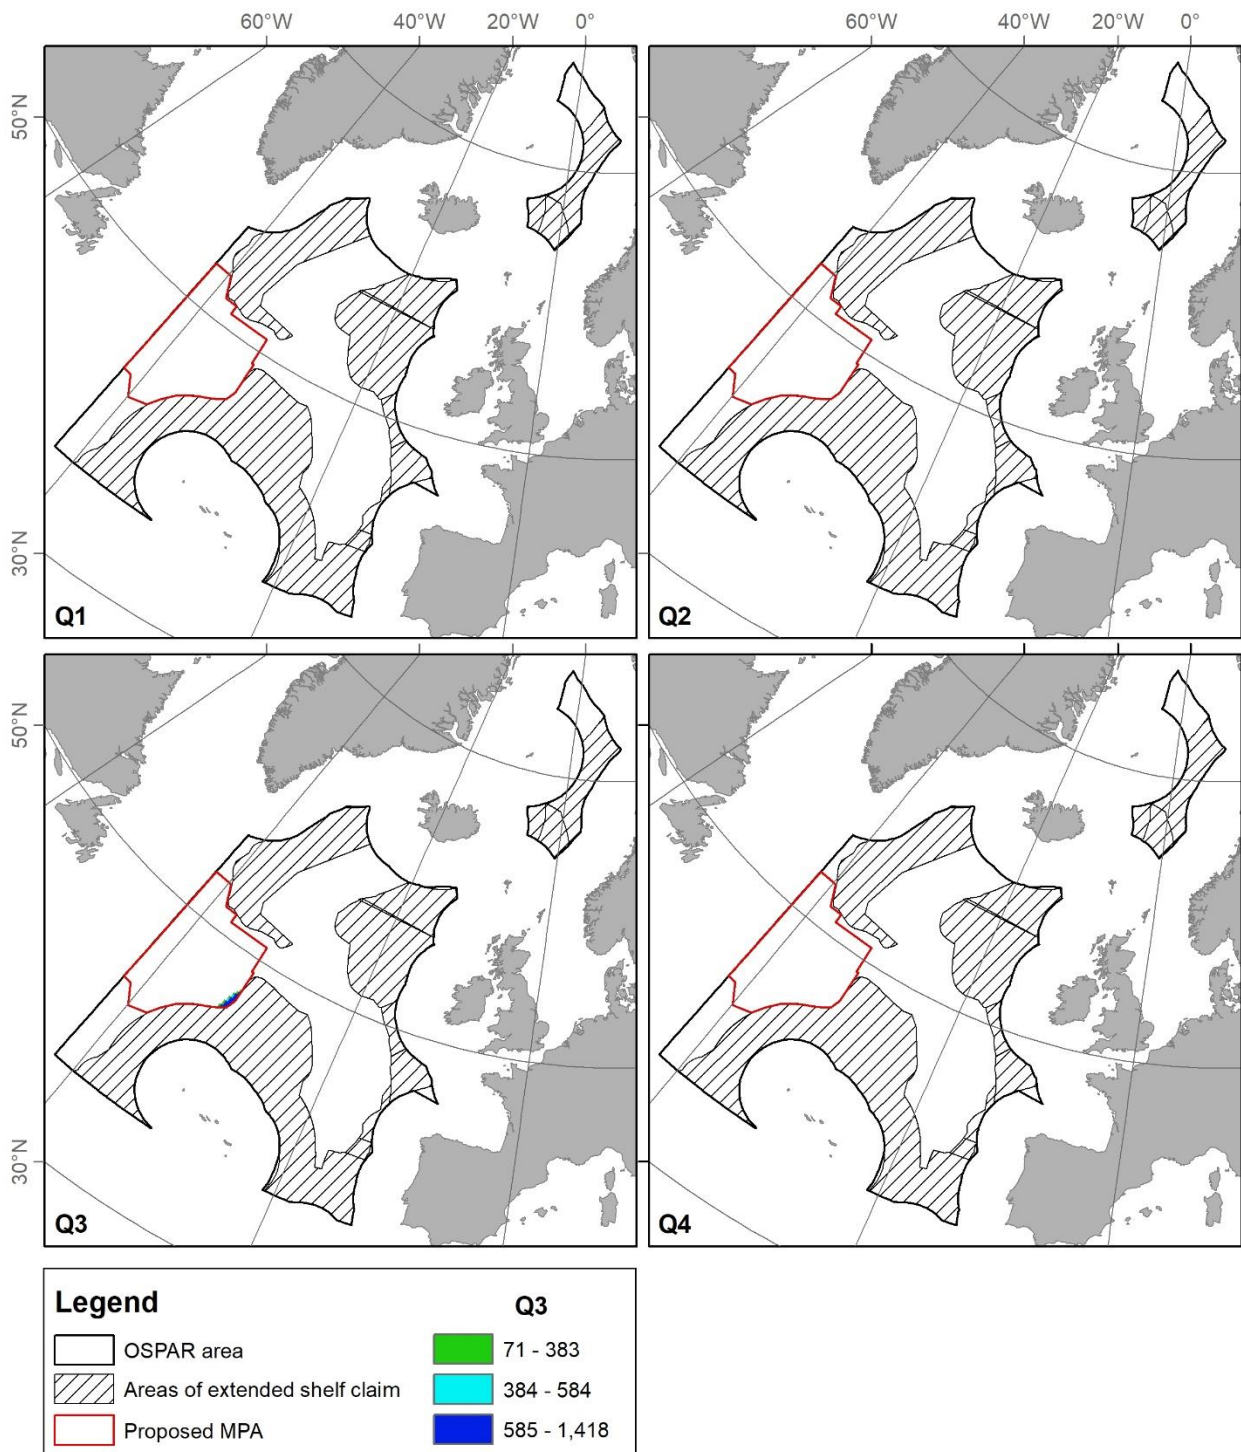 60°W 40°W 20°W 0° 60°W 40°W 20°W 0°
50°N
30°N
Q1 Q2
50°N
30°N
Q3 Q4
Legend Q3
OSPAR area 71 - 383
Areas of extended shelf claim 384 - 584
Proposed MPA 585 - 1,418